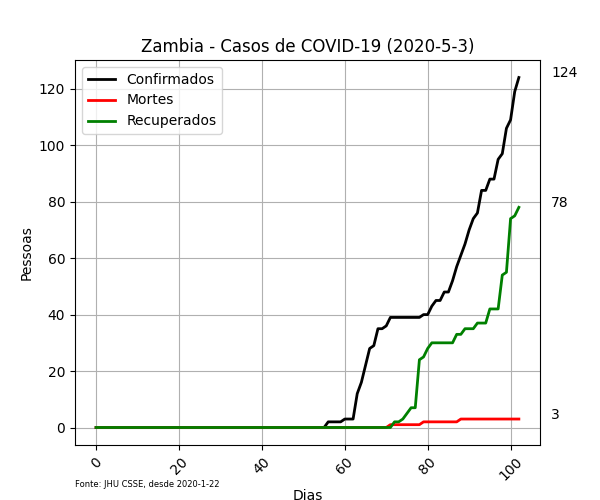 Zambia - Casos de COVID-19 (2020-5-3)
Confirmados
Mortes
Recuperados
124
78
3
120
100
80
60
40
20
0
Pessoas
0 20 40 60 80 100
Fonte: JHU CSSE, desde 2020-1-22
Dias